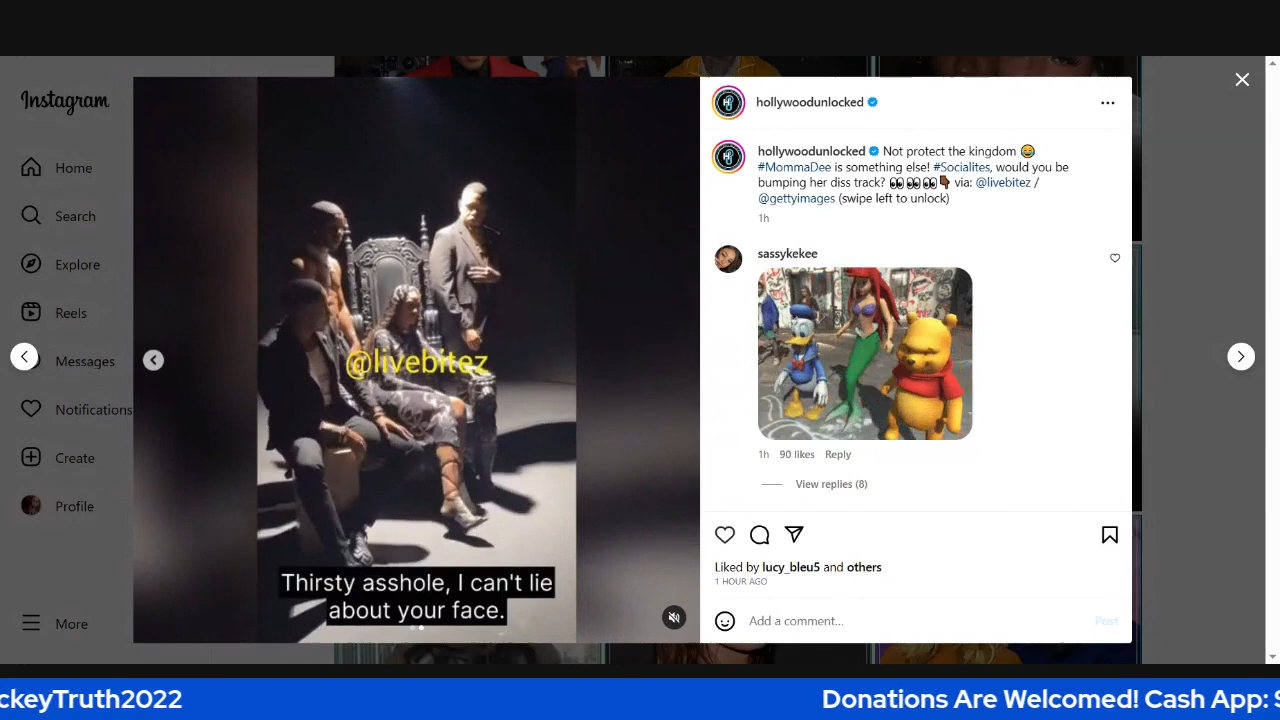 Instagram
Home
Search
Explore
Reels
Messages
Notifications
Create
Profile
More
@livebitez
Thirsty asshole, I can't lie
about your face.
hollywoodunlocked
hollywoodunlocked Not protect the kingdom 😂
#MommaDee is something else! #Socialites, would you be
bumping her diss track? 👀👀👀👇🏾 via: @livebitez /
@gettyimages (swipe left to unlock)
1h
sassykekee
1h 90 likes Reply
View replies (8)
Liked by lucy_bleu5 and others
1 HOUR AGO
Add a comment...
Post
ckeyTruth2022
Donations Are Welcomed! Cash App: $